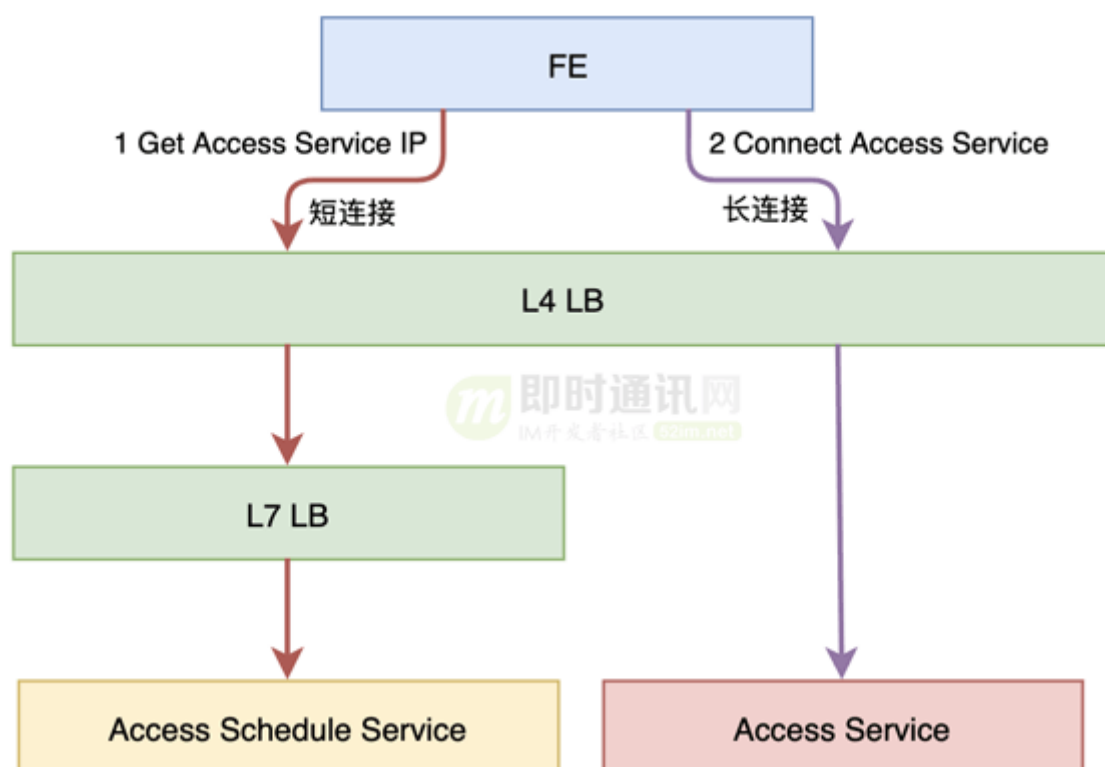 FE
1 Get Access Service IP
2 Connect Access Service
短连接
长连接
L4 LB
m 即时通讯网
IM开发者社区 52im.net
L7 LB
Access Schedule Service
Access Service